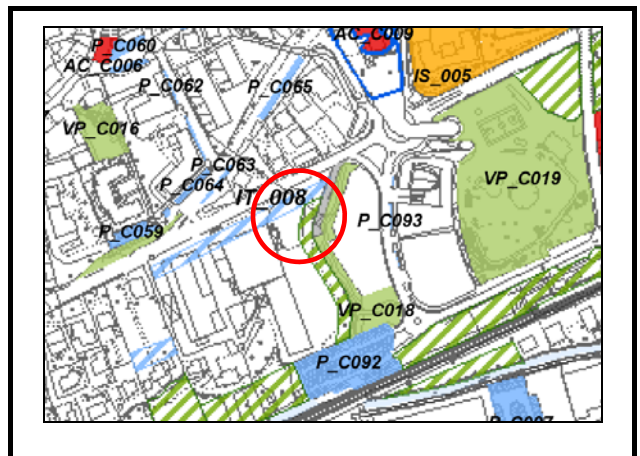 AC_C009
P_C060
AC_C006
IS_005
P_C062
P_C065
VP_C016
P_C063
P_C064
IT_008
VP_C019
P_C093
P_C059
VP_C018
P_C092